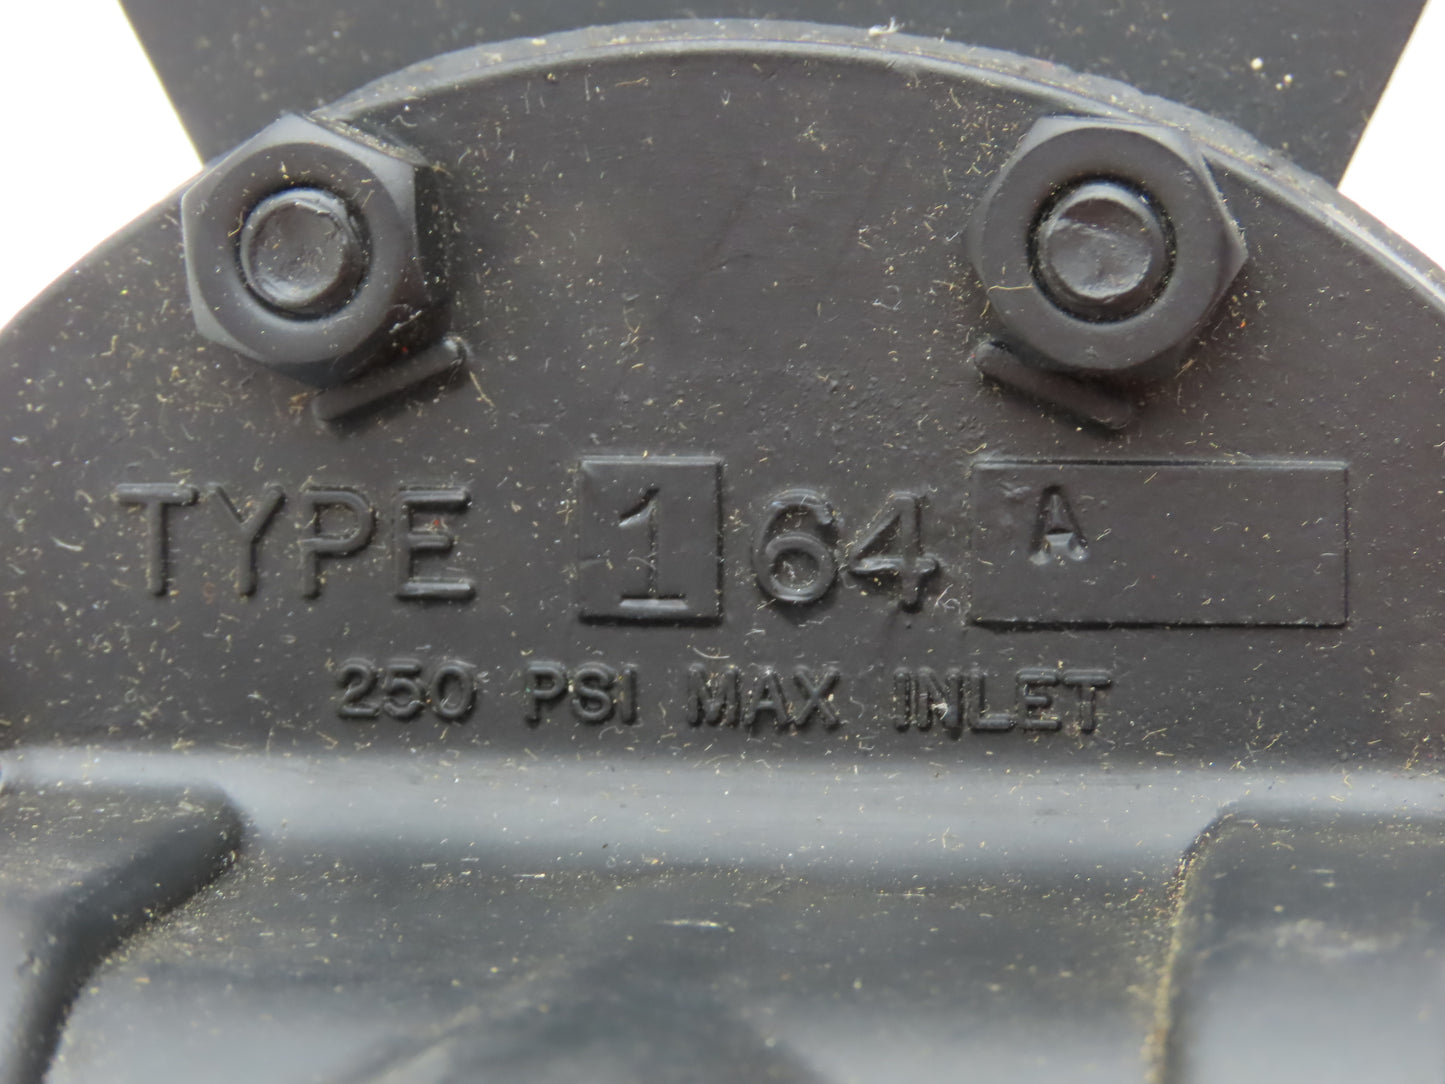 TYPE 164 A
250 PSI MAX INLET